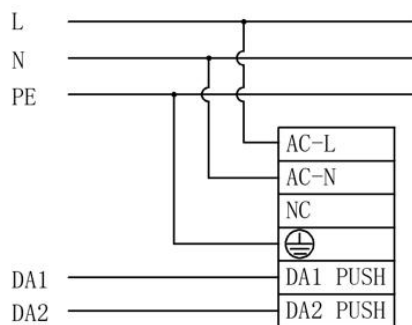 L
N
PE
AC-L
AC-N
NC
DA1 DA1 PUSH
DA2 DA2 PUSH